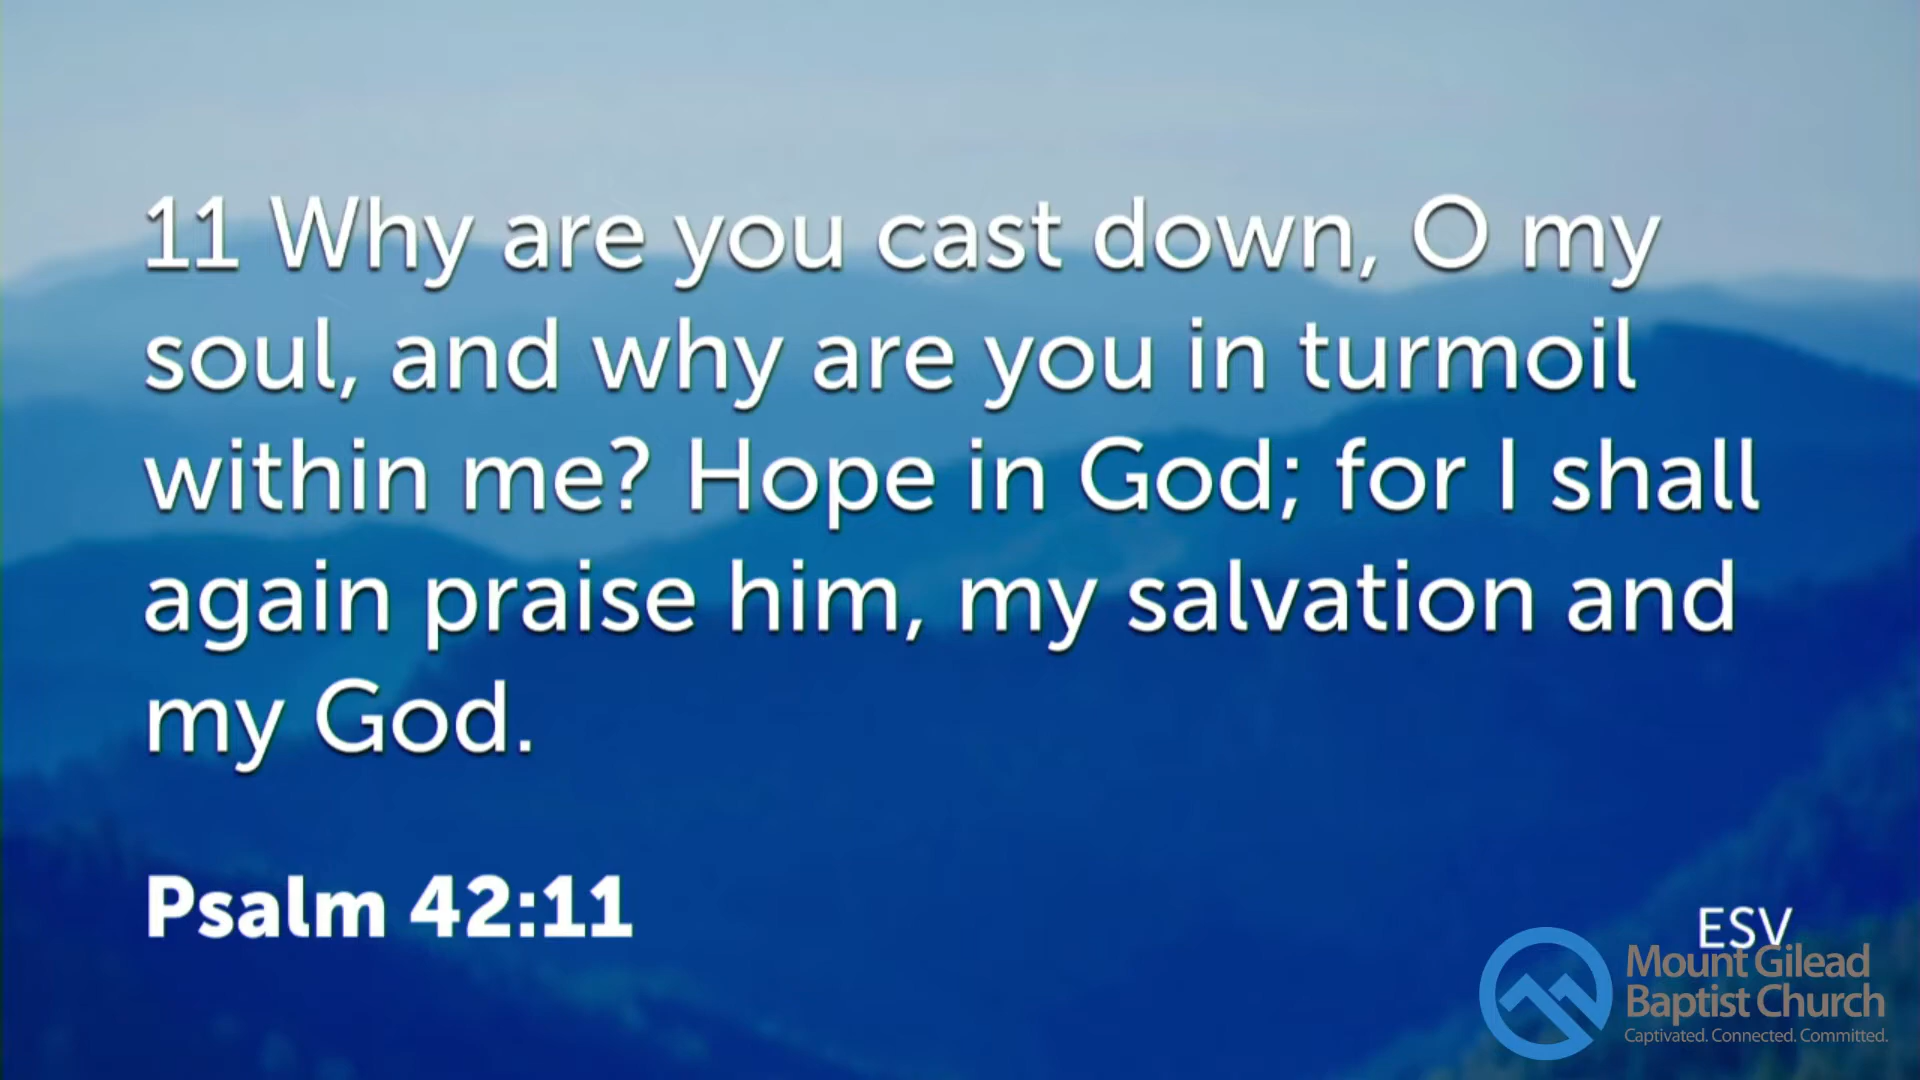 11 Why are you cast down, O my
soul, and why are you in turmoil
within me? Hope in God; for I shall
again praise him, my salvation and
my God.
Psalm 42:11
ESV
Mount Gilead
Baptist Church
Captivated. Connected. Committed.